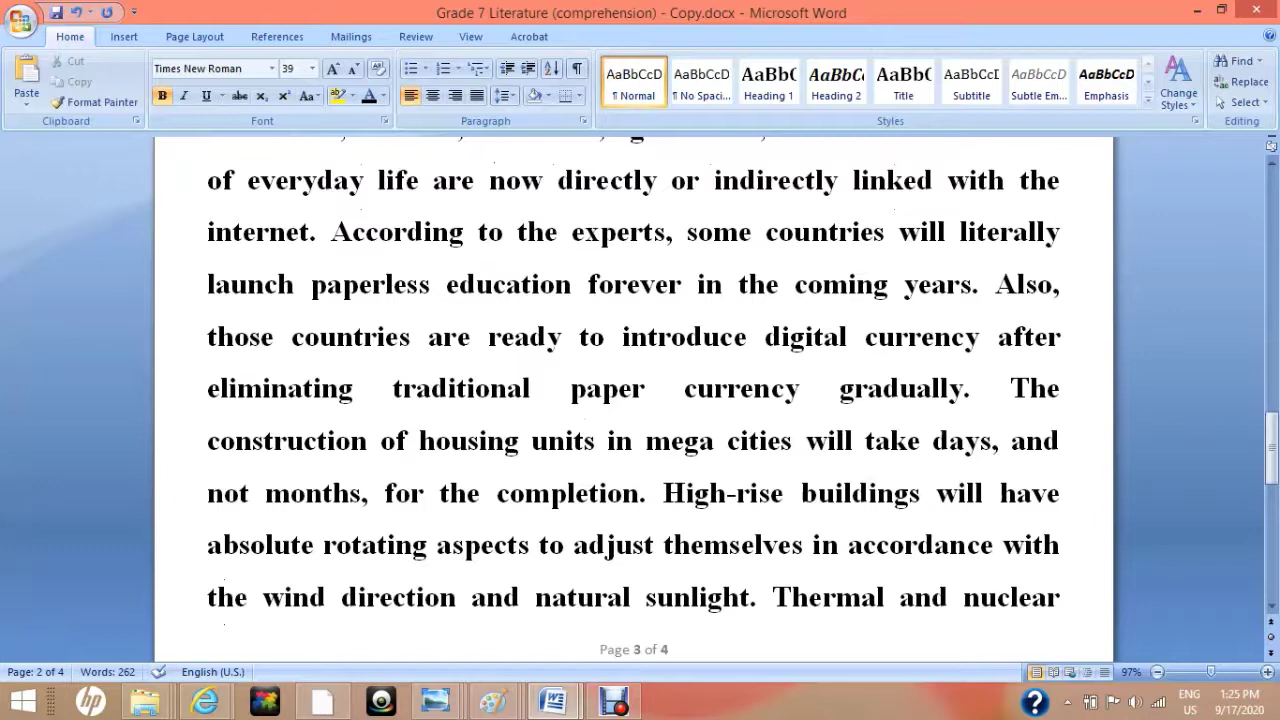 Grade 7 Literature (comprehension) - Copy.docx - Microsoft Word
Home Insert Page Layout References Mailings Review View Acrobat
Paste
Cut
Copy
Format Painter
Clipboard
Times New Roman 39
B I U abc x₂ x² Aa
Font
Paragraph
AaBbCcD AaBbCcD AaBbC AaBbCc AaBbC AaBbCcI AaBbCcD AaBbCcD
¶ Normal ¶ No Spaci... Heading 1 Heading 2 Title Subtitle Subtle Em... Emphasis
Change Styles
Styles
Find
Replace
Select
Editing
of everyday life are now directly or indirectly linked with the
internet. According to the experts, some countries will literally
launch paperless education forever in the coming years. Also,
those countries are ready to introduce digital currency after
eliminating traditional paper currency gradually. The
construction of housing units in mega cities will take days, and
not months, for the completion. High-rise buildings will have
absolute rotating aspects to adjust themselves in accordance with
the wind direction and natural sunlight. Thermal and nuclear
Page 3 of 4
Page: 2 of 4 Words: 262 English (U.S.) 97%
ENG 1:25 PM
US 9/17/2020